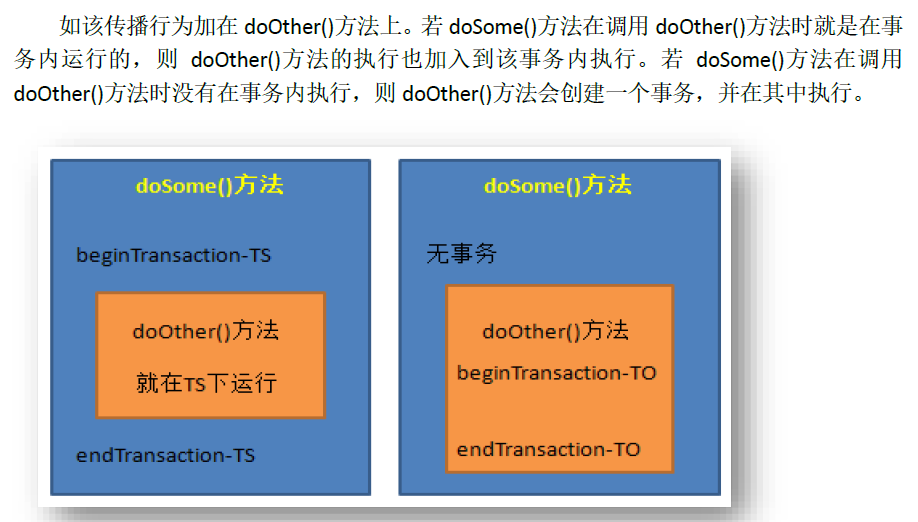 如该传播行为加在 doOther()方法上。若 doSome()方法在调用 doOther()方法时就是在事
务内运行的，则 doOther()方法的执行也加入到该事务内执行。若 doSome()方法在调用
doOther()方法时没有在事务内执行，则 doOther()方法会创建一个事务，并在其中执行。
doSome()方法
beginTransaction-TS
doOther()方法
就在TS下运行
endTransaction-TS
doSome()方法
无事务
doOther()方法
beginTransaction-TO
endTransaction-TO